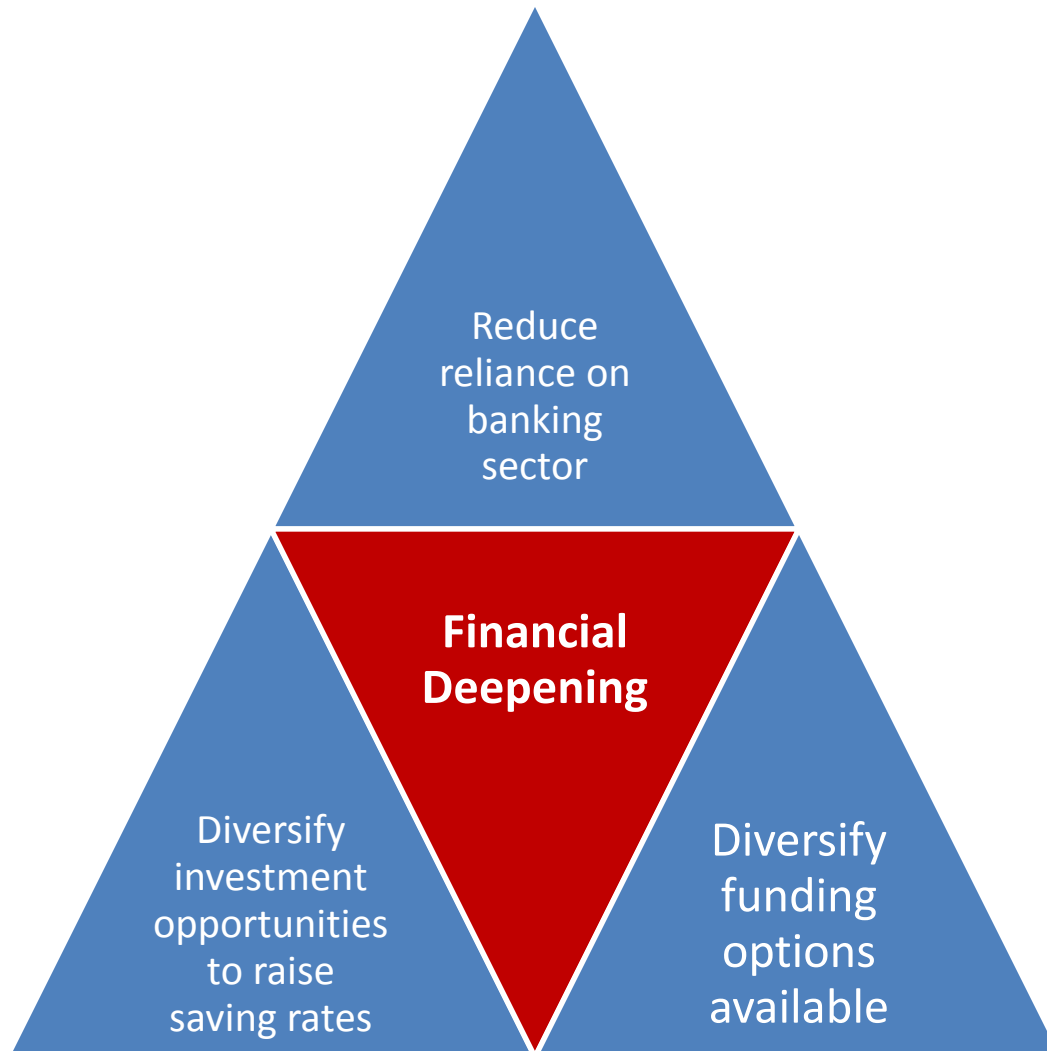 Reduce
reliance on
banking
sector
Financial
Deepening
Diversify
investment
opportunities
to raise
saving rates
Diversify
funding
options
available